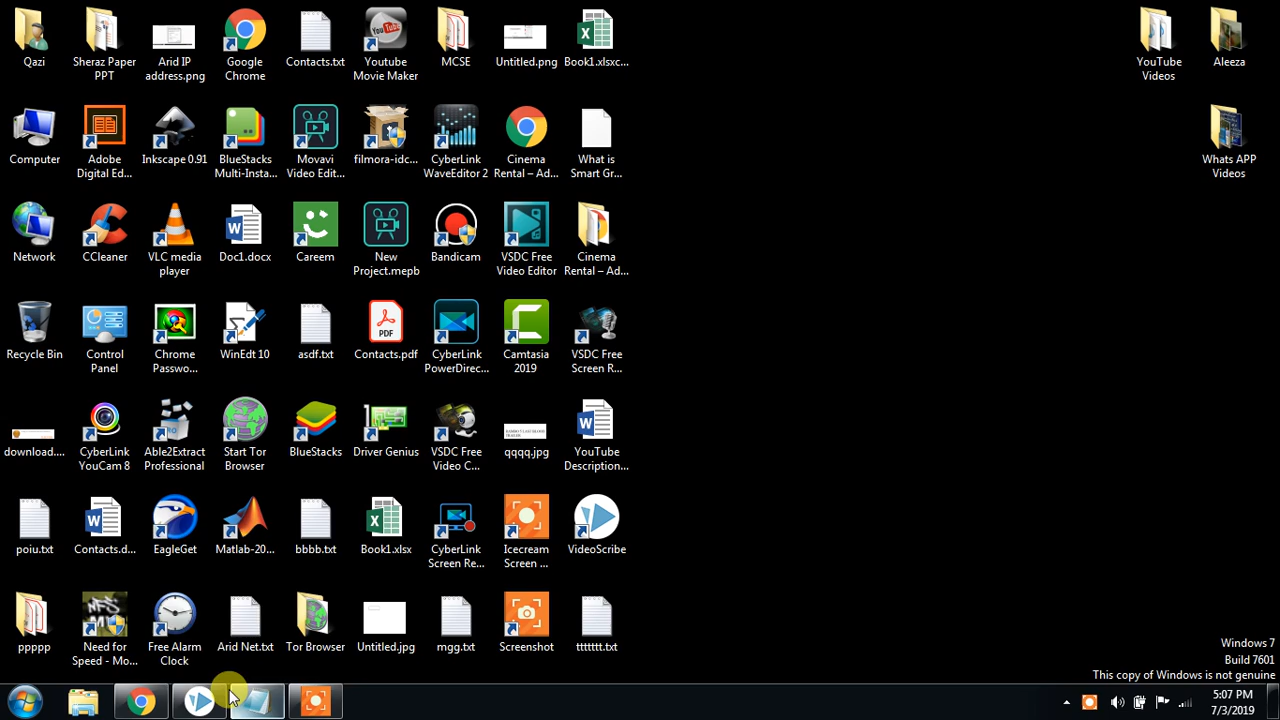 Qazi
Sheraz Paper
PPT
Arid IP
address.png
Google
Chrome
Contacts.txt
You Tube
Youtube
Movie Maker
MCSE
Untitled.png
Book1.xlsxc...
YouTube
Videos
Aleeza
Computer
Adobe
Digital Ed...
Inkscape 0.91
BlueStacks
Multi-Insta...
Movavi
Video Edit...
filmora-idc...
CyberLink
WaveEditor 2
Cinema
Rental – Ad...
What is
Smart Gr...
Whats APP
Videos
Network
CCleaner
VLC media
player
Doc1.docx
Careem
New
Project.mepb
Bandicam
VSDC Free
Video Editor
Cinema
Rental – Ad...
Recycle Bin
Control
Panel
Chrome
Passwo...
WinEdt 10
asdf.txt
PDF
Contacts.pdf
CyberLink
PowerDirec...
Camtasia
2019
VSDC Free
Screen R...
download....
CyberLink
YouCam 8
Able2Extract
Professional
Start Tor
Browser
BlueStacks
Driver Genius
VSDC Free
Video C...
qqqq.jpg
YouTube
Description...
poiu.txt
Contacts.d...
EagleGet
Matlab-20...
bbbb.txt
Book1.xlsx
CyberLink
Screen Re...
Icecream
Screen ...
VideoScribe
ppppp
Need for
Speed - Mo...
Free Alarm
Clock
Arid Net.txt
Tor Browser
Untitled.jpg
mgg.txt
Screenshot
ttttttt.txt
Windows 7
Build 7601
This copy of Windows is not genuine
5:07 PM
7/3/2019